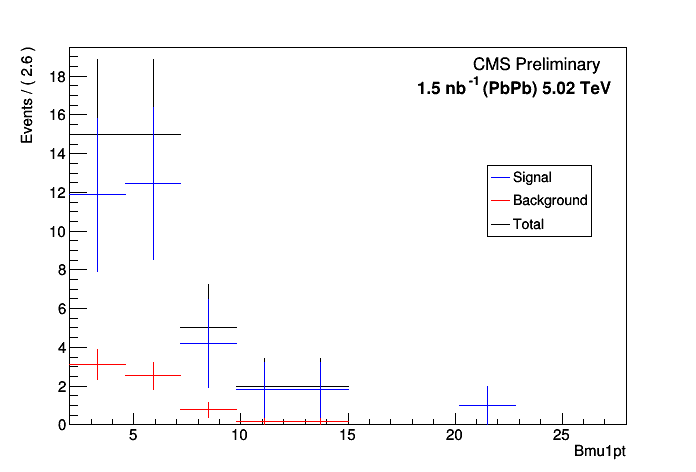 CMS Preliminary
1.5 nb-1 (PbPb) 5.02 TeV
Events / ( 2.6 )
18
16
14
12
10
8
6
4
2
0
Signal
Background
Total
5 10 15 20 25
Bmu1pt